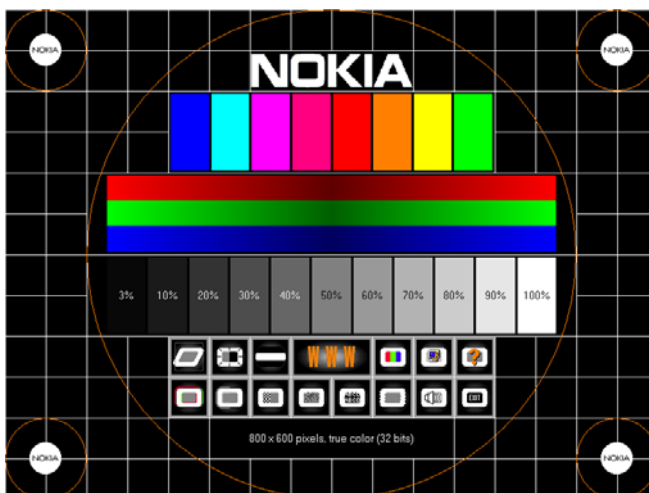 NOKIA NOKIA
NOKIA
3% 10% 20% 30% 40% 50% 60% 70% 80% 90% 100%
WWW ?
EXIT
800 x 600 pixels, true color (32 bits)
NOKIA NOKIA